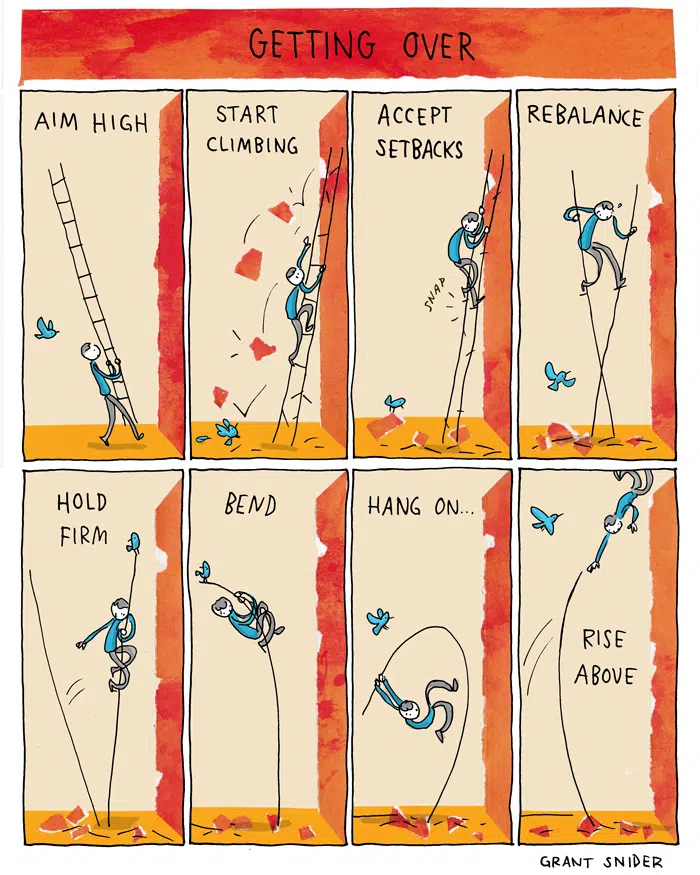 GETTING OVER
AIM HIGH
START
CLIMBING
ACCEPT
SETBACKS
SNAP
REBALANCE
HOLD
FIRM
BEND
HANG ON...
RISE
ABOVE
GRANT SNIDER